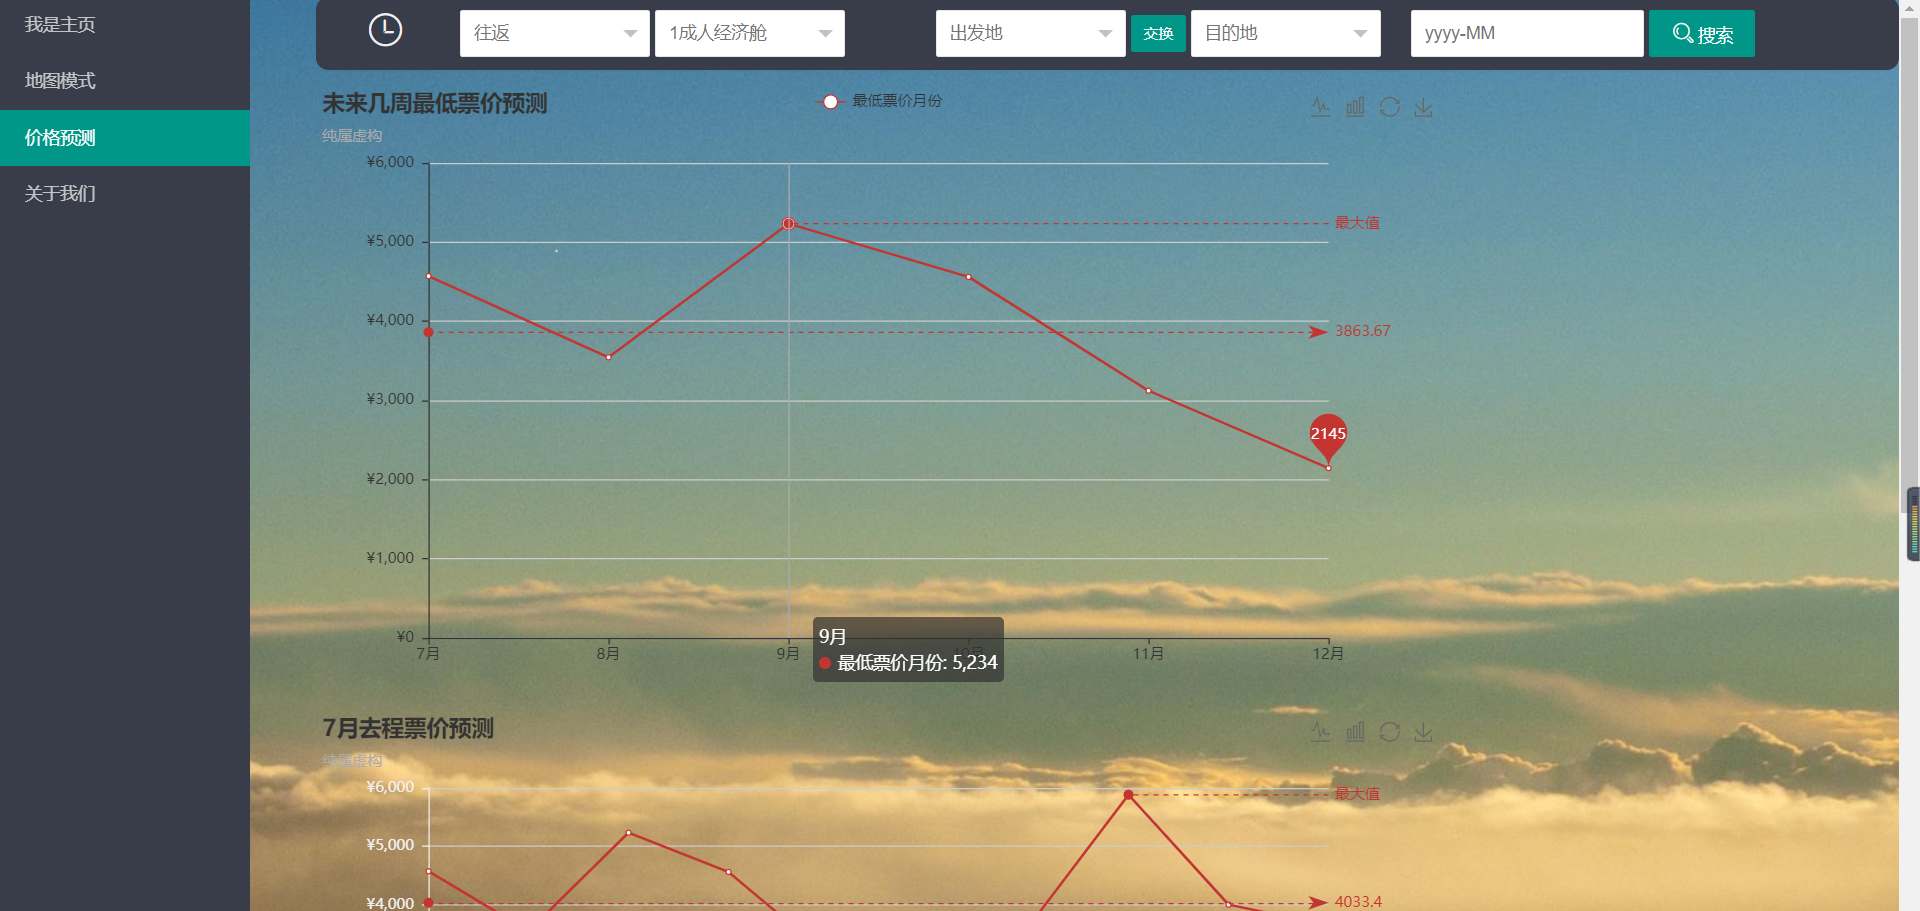 我是主页
地图模式
价格预测
关于我们
往返
1成人经济舱
出发地
交换
目的地
yyyy-MM
搜索
未来几周最低票价预测
纯属虚构
最低票价月份
¥6,000
¥5,000
¥4,000
¥3,000
¥2,000
¥1,000
¥0
最大值
3863.67
2145
7月
8月
9月
10月
11月
12月
9月
最低票价月份: 5,234
7月去程票价预测
纯属虚构
¥6,000
¥5,000
¥4,000
最大值
4033.4